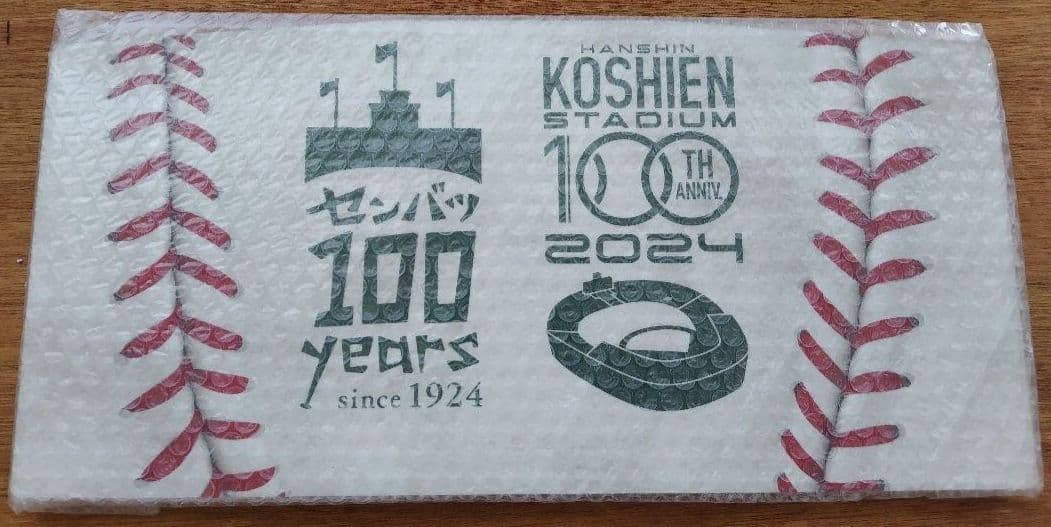 センバツ
100
years
since 1924
HANSHIN
KOSHIEN
STADIUM
100TH
ANNIV.
2024